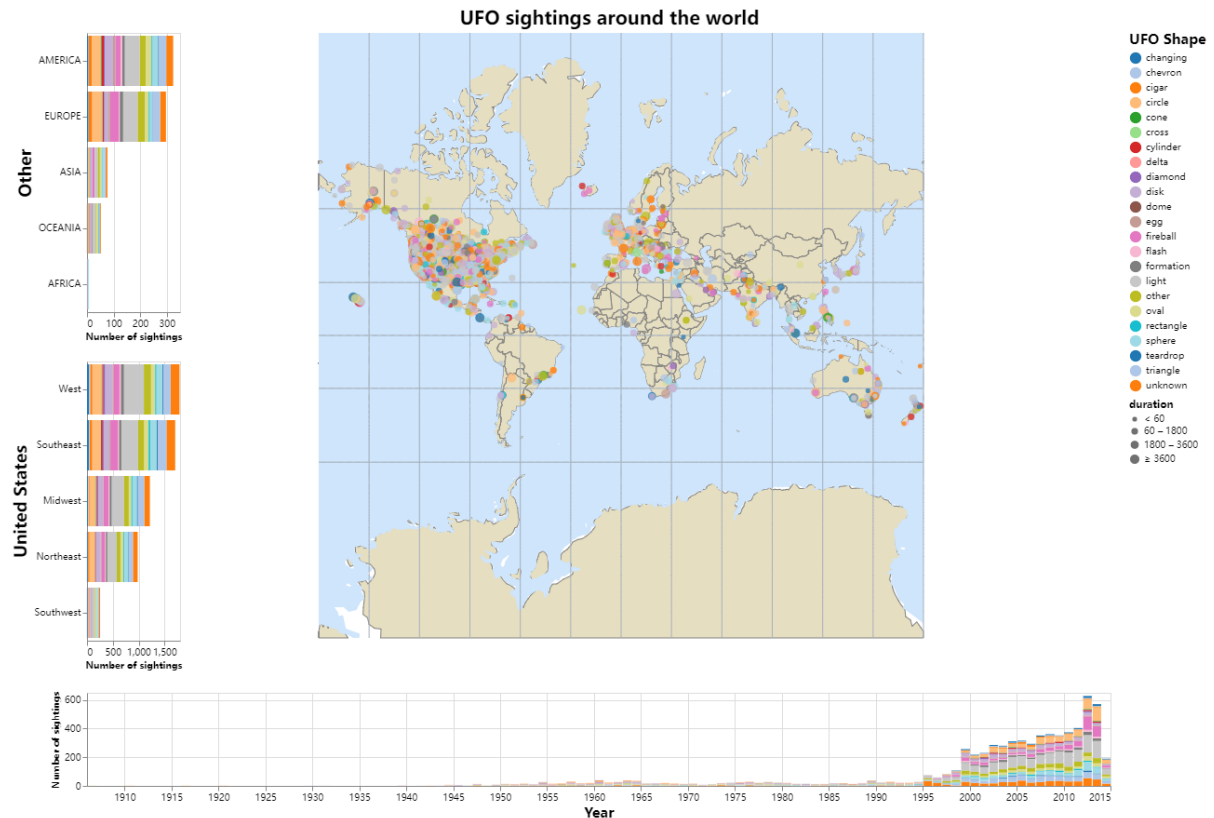 UFO sightings around the world
Other
AMERICA
EUROPE
ASIA
OCEANIA
AFRICA
0 100 200 300
Number of sightings
United States
West
Southeast
Midwest
Northeast
Southwest
0 500 1,000 1,500
Number of sightings
UFO Shape
changing
chevron
cigar
circle
cone
cross
cylinder
delta
diamond
disk
dome
egg
fireball
flash
formation
light
other
oval
rectangle
sphere
teardrop
triangle
unknown
duration
< 60
60 – 1800
1800 – 3600
≥ 3600
Number of sightings
600
400
200
0
1910 1915 1920 1925 1930 1935 1940 1945 1950 1955 1960 1965 1970 1975 1980 1985 1990 1995 2000 2005 2010 2015
Year